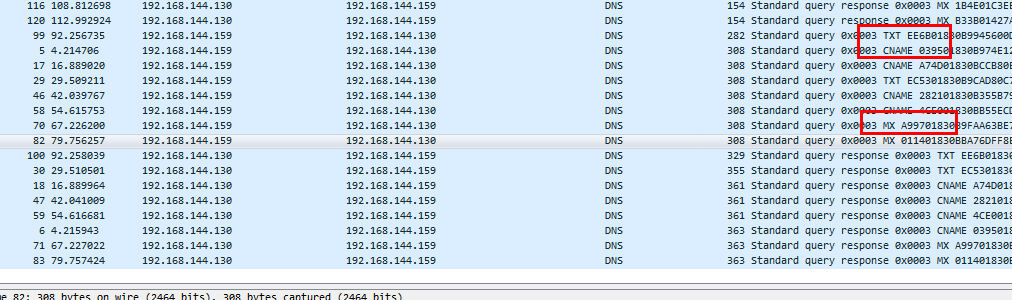 116 108.812698 192.168.144.130 192.168.144.159 DNS 154 Standard query response 0x0003 MX 1B4E01C3EE
120 112.992924 192.168.144.130 192.168.144.159 DNS 154 Standard query response 0x0003 MX B33B01427A
99 92.256735 192.168.144.159 192.168.144.130 DNS 282 Standard query 0x0003 TXT EE6B01830B9945600D
5 4.214706 192.168.144.159 192.168.144.130 DNS 308 Standard query 0x0003 CNAME 039501830B974E12
17 16.889020 192.168.144.159 192.168.144.130 DNS 308 Standard query 0x0003 CNAME A74D01830BCCB80E
29 29.509211 192.168.144.159 192.168.144.130 DNS 308 Standard query 0x0003 TXT EC5301830B9CAD80C7
46 42.039767 192.168.144.159 192.168.144.130 DNS 308 Standard query 0x0003 CNAME 282101830B355B79
58 54.615753 192.168.144.159 192.168.144.130 DNS 308 Standard query 0x0003 CNAME 4CE001830BB55ECD
70 67.226200 192.168.144.159 192.168.144.130 DNS 308 Standard query 0x0003 MX A99701830B9FAA63BE7
82 79.756257 192.168.144.159 192.168.144.130 DNS 308 Standard query 0x0003 MX 011401830BBA76DFF8E
100 92.258039 192.168.144.130 192.168.144.159 DNS 329 Standard query response 0x0003 TXT EE6B01830
30 29.510501 192.168.144.130 192.168.144.159 DNS 355 Standard query response 0x0003 TXT EC5301830
18 16.889964 192.168.144.130 192.168.144.159 DNS 361 Standard query response 0x0003 CNAME A74D018
47 42.041009 192.168.144.130 192.168.144.159 DNS 361 Standard query response 0x0003 CNAME 2821018
59 54.616681 192.168.144.130 192.168.144.159 DNS 361 Standard query response 0x0003 CNAME 4CE0018
6 4.215943 192.168.144.130 192.168.144.159 DNS 363 Standard query response 0x0003 CNAME 0395018
71 67.227022 192.168.144.130 192.168.144.159 DNS 363 Standard query response 0x0003 MX A99701830B
83 79.757424 192.168.144.130 192.168.144.159 DNS 363 Standard query response 0x0003 MX 011401830B
e 82: 308 bytes on wire (2464 bits), 308 bytes captured (2464 bits)